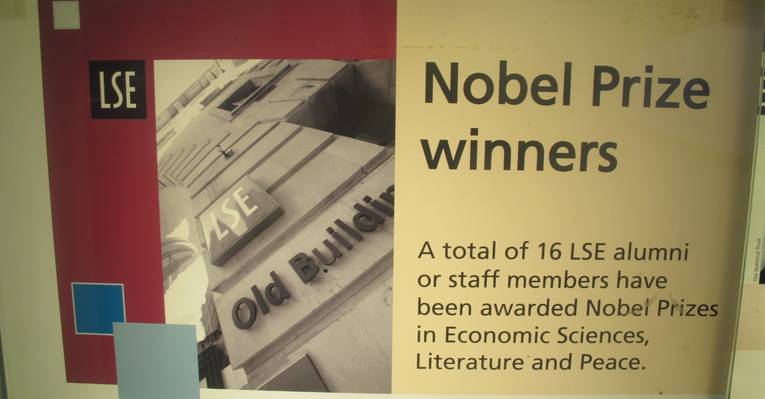 LSE
LSE
Old Building
Nobel Prize
winners
A total of 16 LSE alumni
or staff members have
been awarded Nobel Prizes
in Economic Sciences,
Literature and Peace.